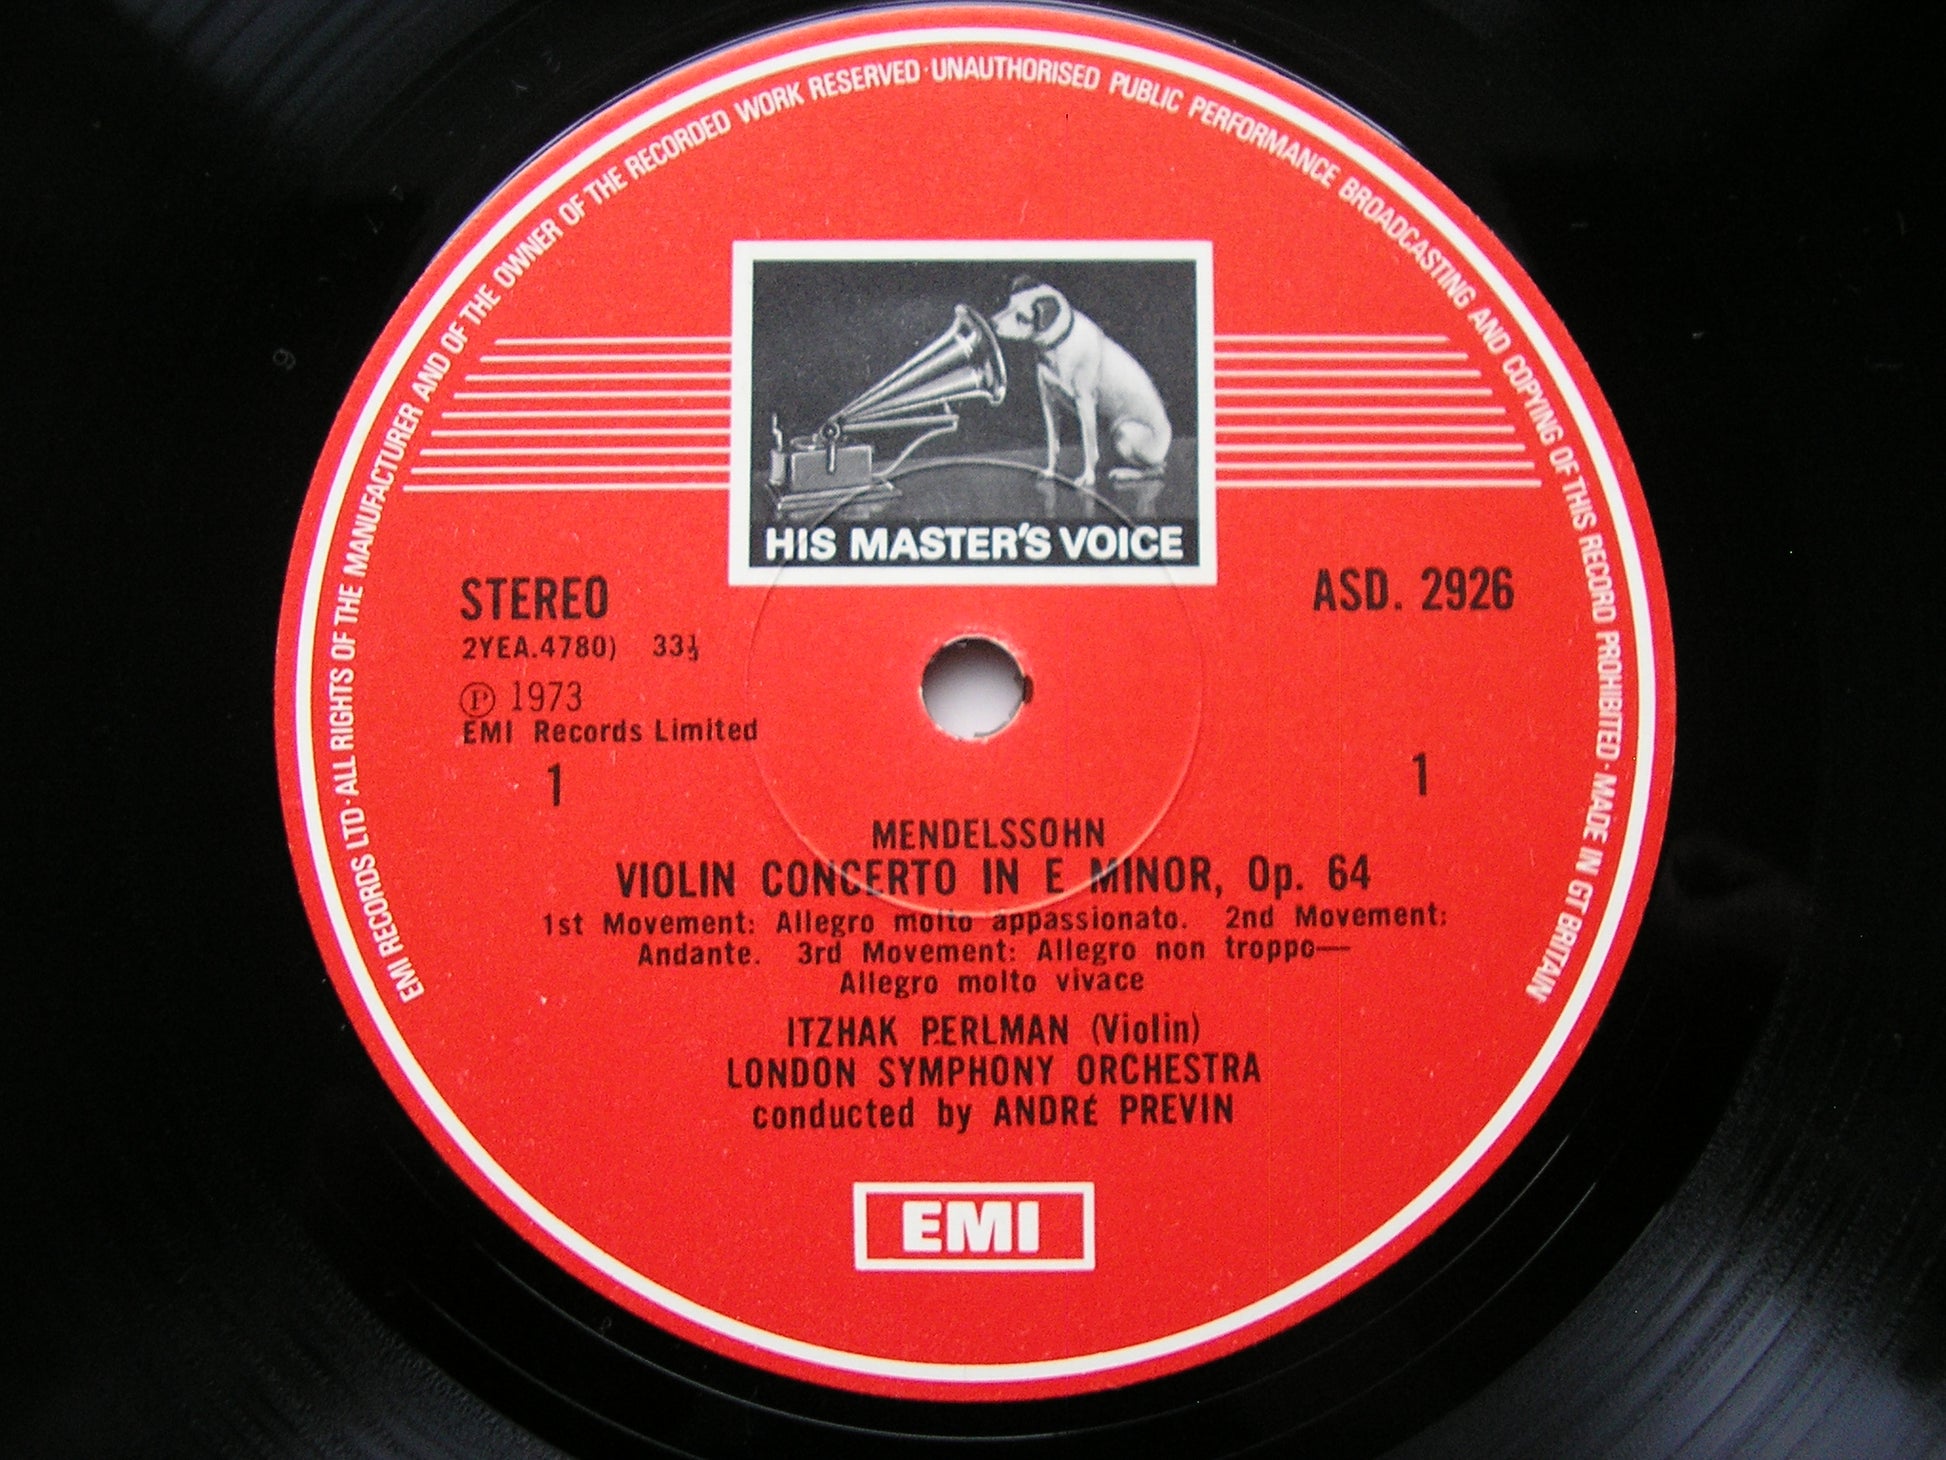 EMI RECORDS LTD·ALL RIGHTS OF THE MANUFACTURER AND OF THE OWNER OF THE RECORDED WORK RESERVED·UNAUTHORISED PUBLIC PERFORMANCE BROADCASTING AND COPYING OF THIS RECORD PROHIBITED·MADE IN GT BRITAIN
HIS MASTER'S VOICE
STEREO
ASD. 2926
2YEA.4780) 33⅓
Ⓟ 1973
EMI Records Limited
1 1
MENDELSSOHN
VIOLIN CONCERTO IN E MINOR, Op. 64
1st Movement: Allegro molto appassionato. 2nd Movement:
Andante. 3rd Movement: Allegro non troppo—
Allegro molto vivace
ITZHAK PERLMAN (Violin)
LONDON SYMPHONY ORCHESTRA
conducted by ANDRÉ PREVIN
EMI